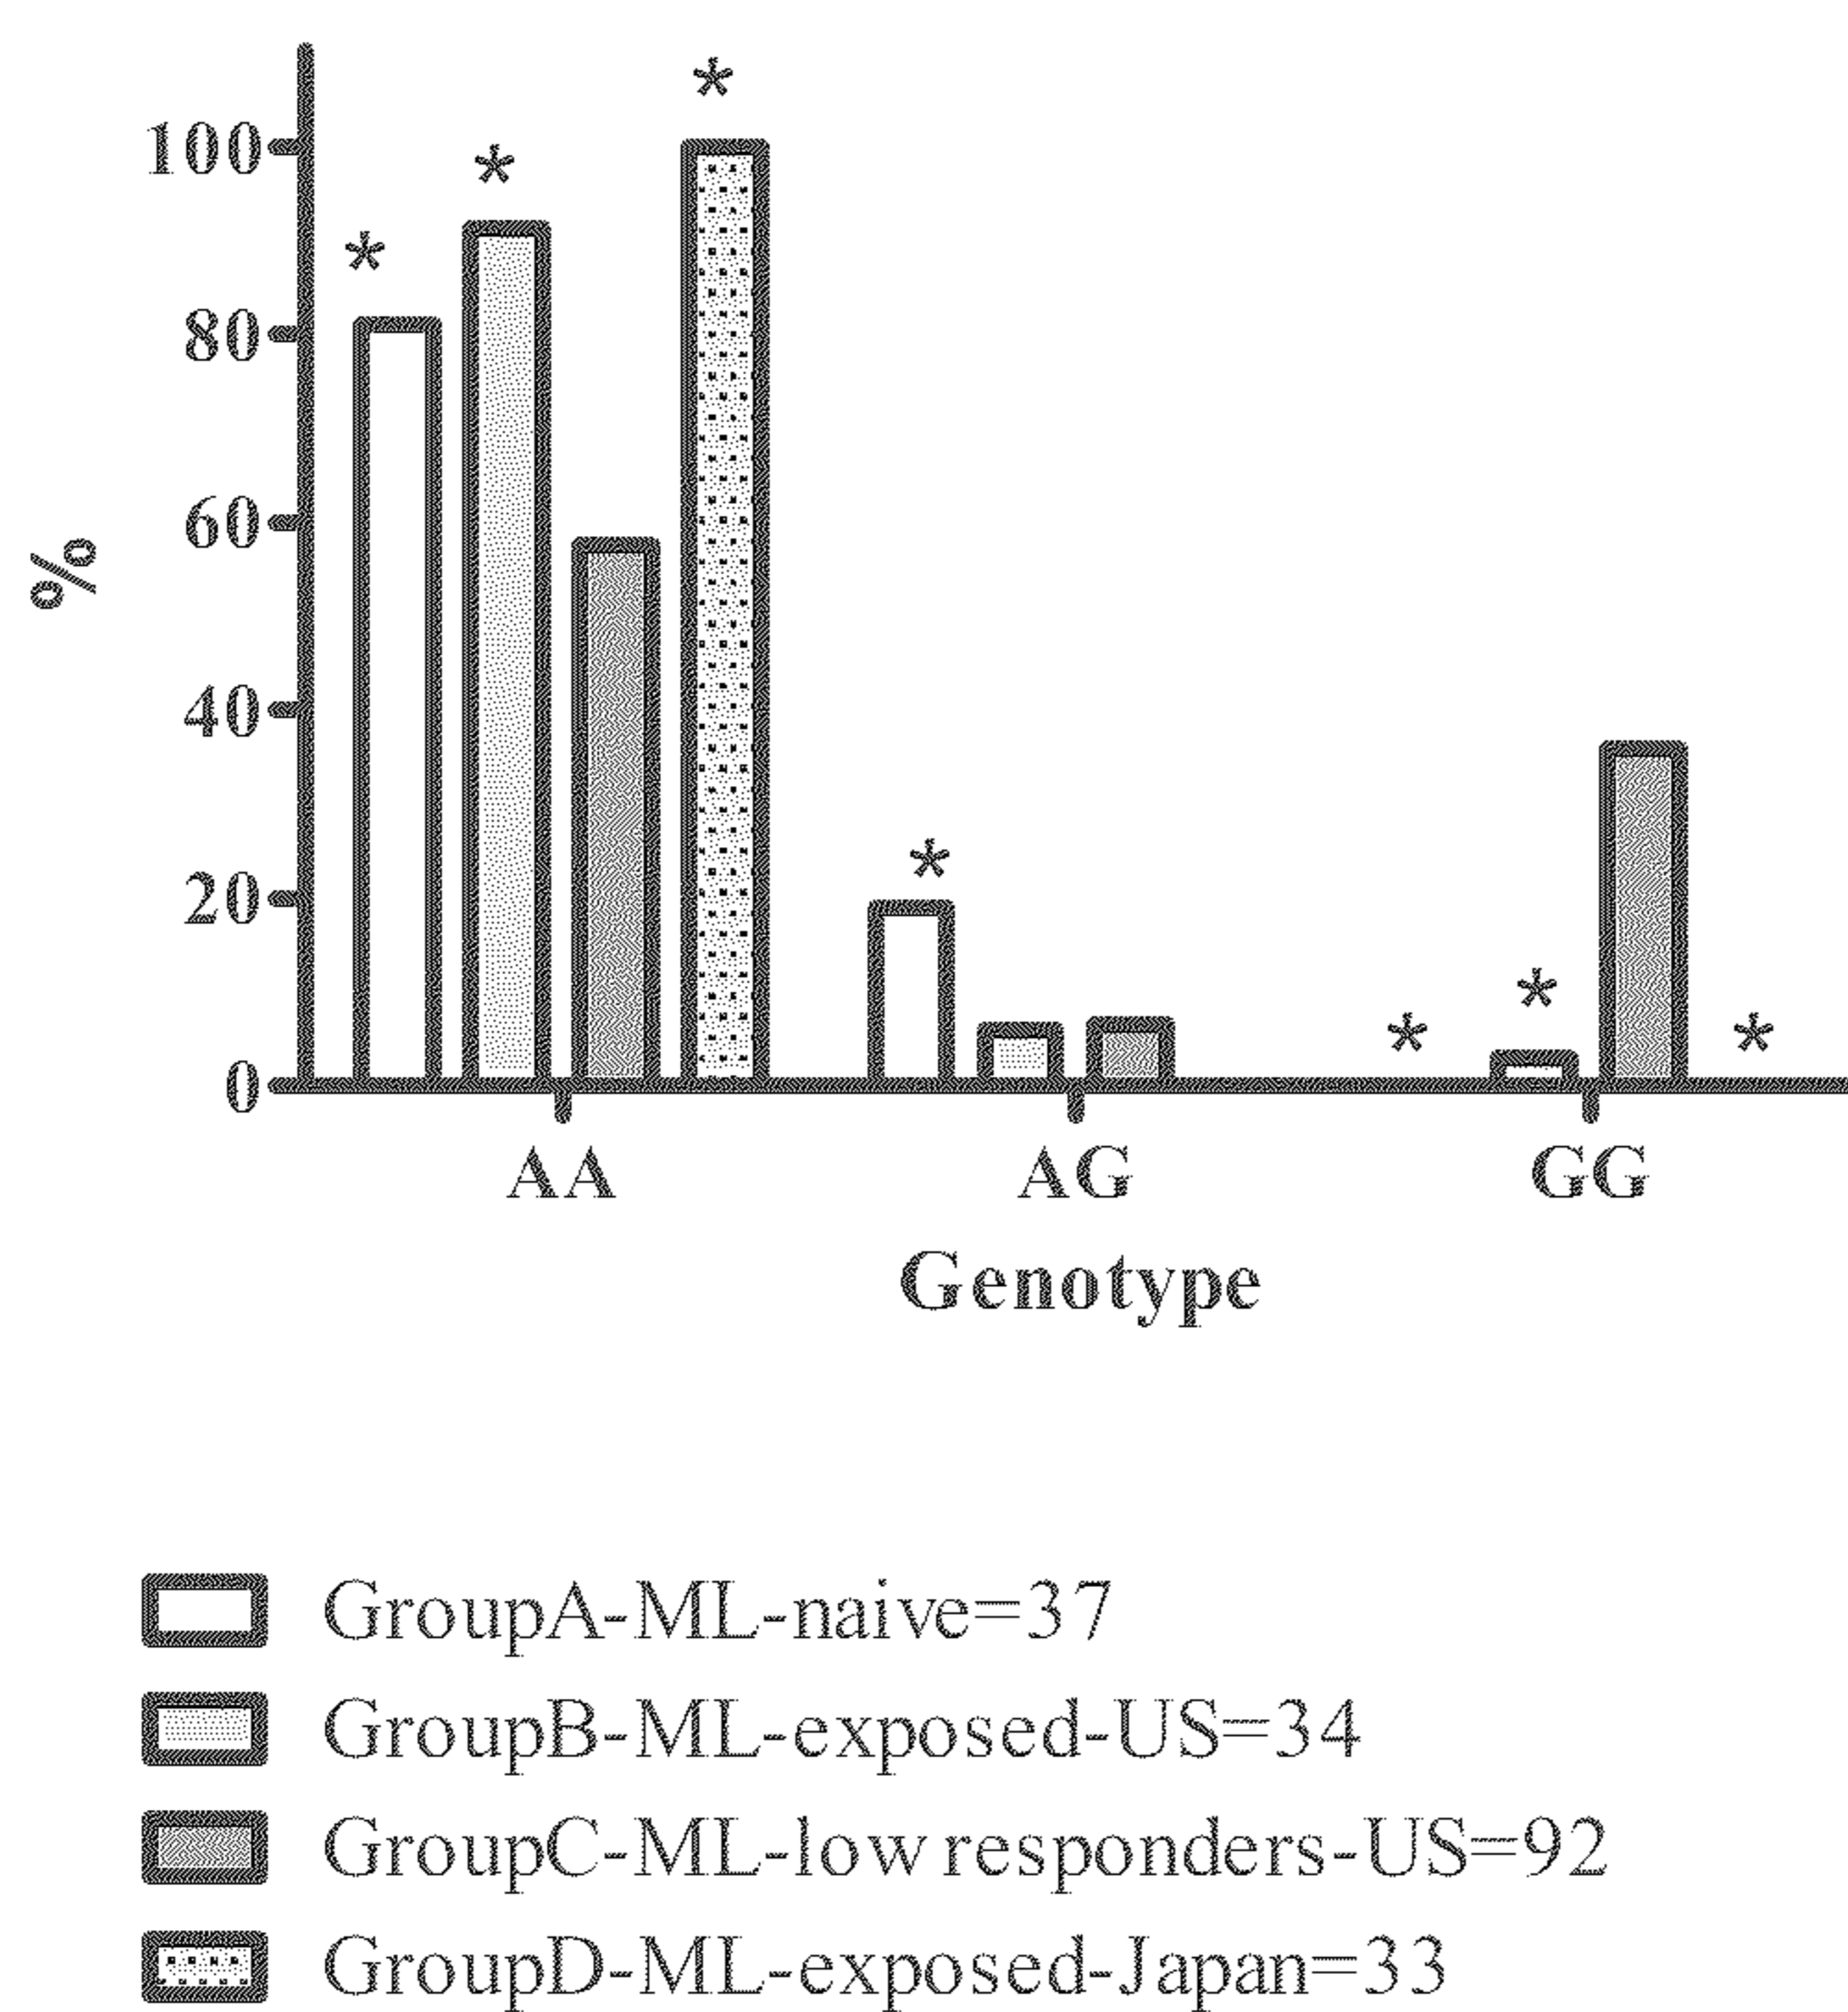 *
100
*
*
80
60
%
40
*
20
*
*
*
0
AA AG GG
Genotype
GroupA-ML-naive=37
GroupB-ML-exposed-US=34
GroupC-ML-low responders-US=92
GroupD-ML-exposed-Japan=33